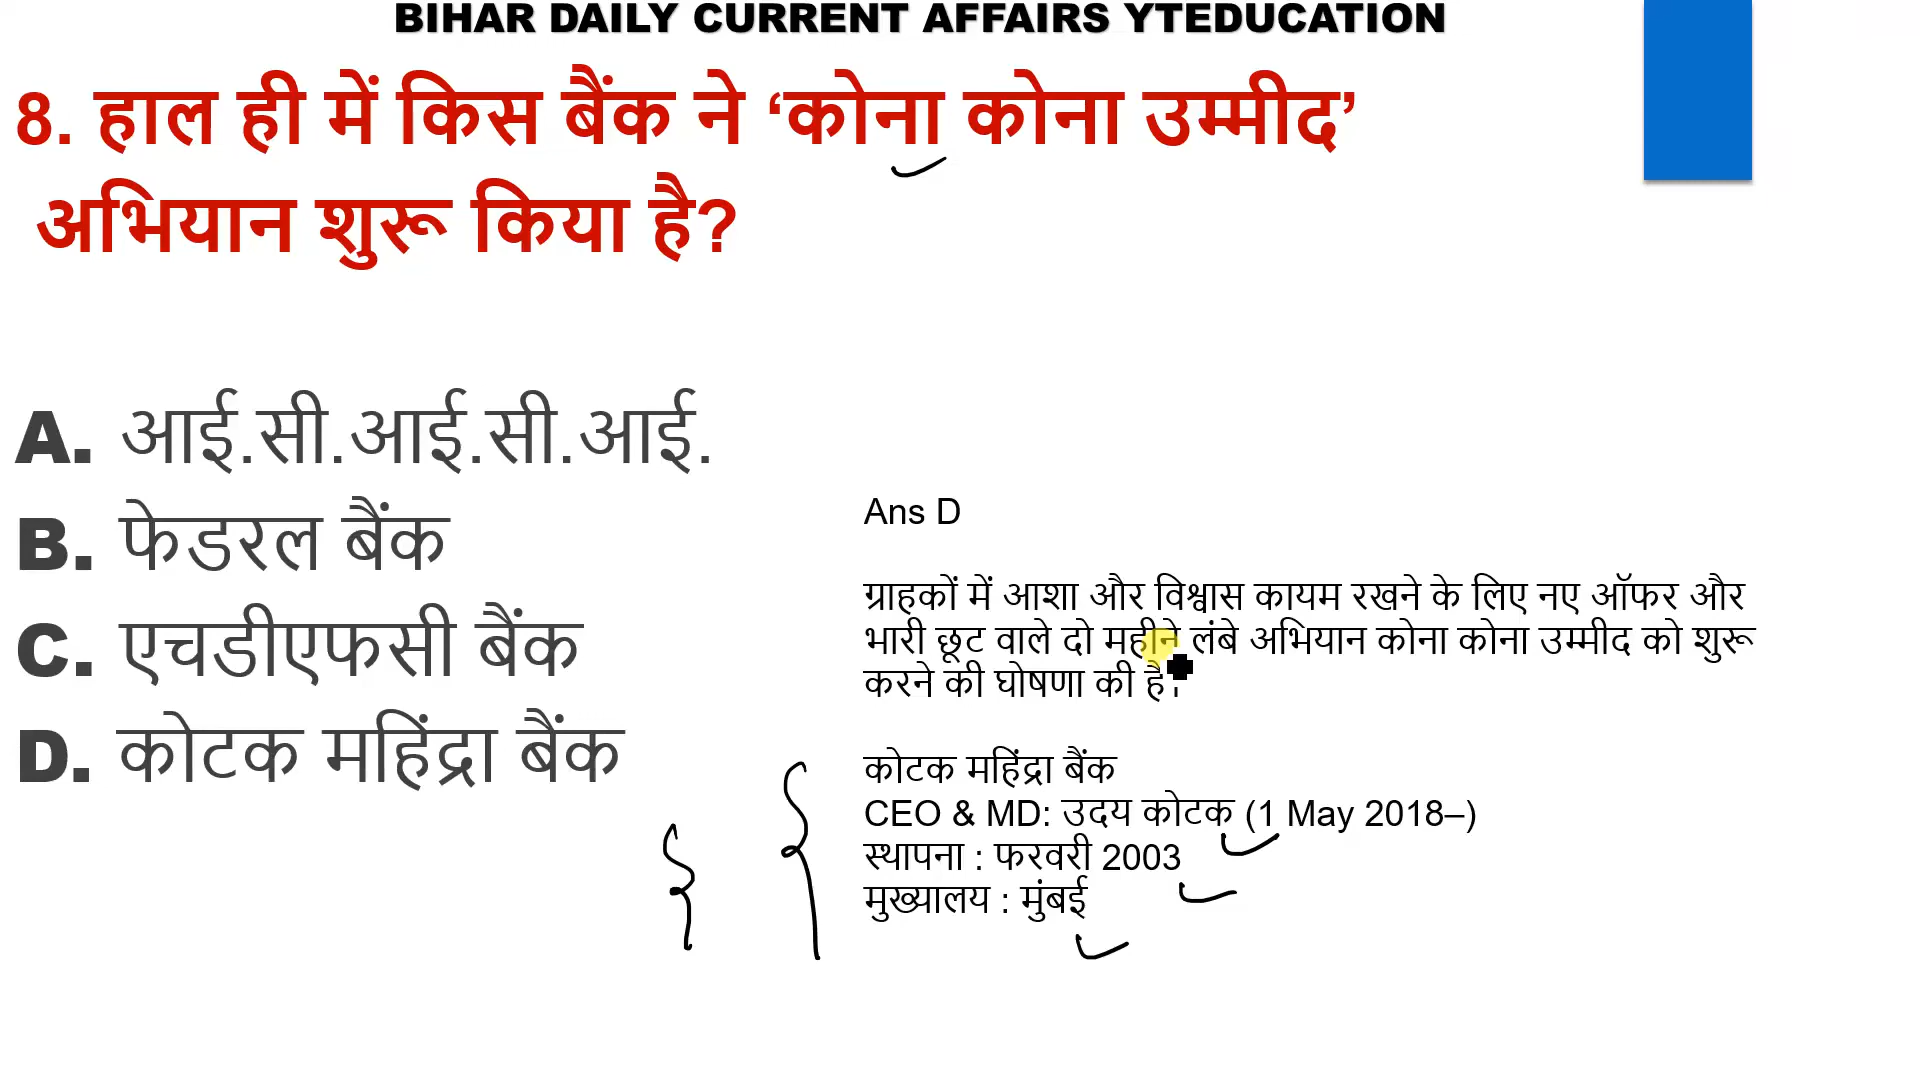 BIHAR DAILY CURRENT AFFAIRS YTEDUCATION
8. हाल ही में किस बैंक ने ‘कोना कोना उम्मीद’
अभियान शुरू किया है?
A. आई.सी.आई.सी.आई.
B. फेडरल बैंक
C. एचडीएफसी बैंक
D. कोटक महिंद्रा बैंक
Ans D
ग्राहकों में आशा और विश्वास कायम रखने के लिए नए ऑफर और
भारी छूट वाले दो महीने लंबे अभियान कोना कोना उम्मीद को शुरू
करने की घोषणा की है।
कोटक महिंद्रा बैंक
CEO & MD: उदय कोटक (1 May 2018–)
स्थापना : फरवरी 2003
मुख्यालय : मुंबई